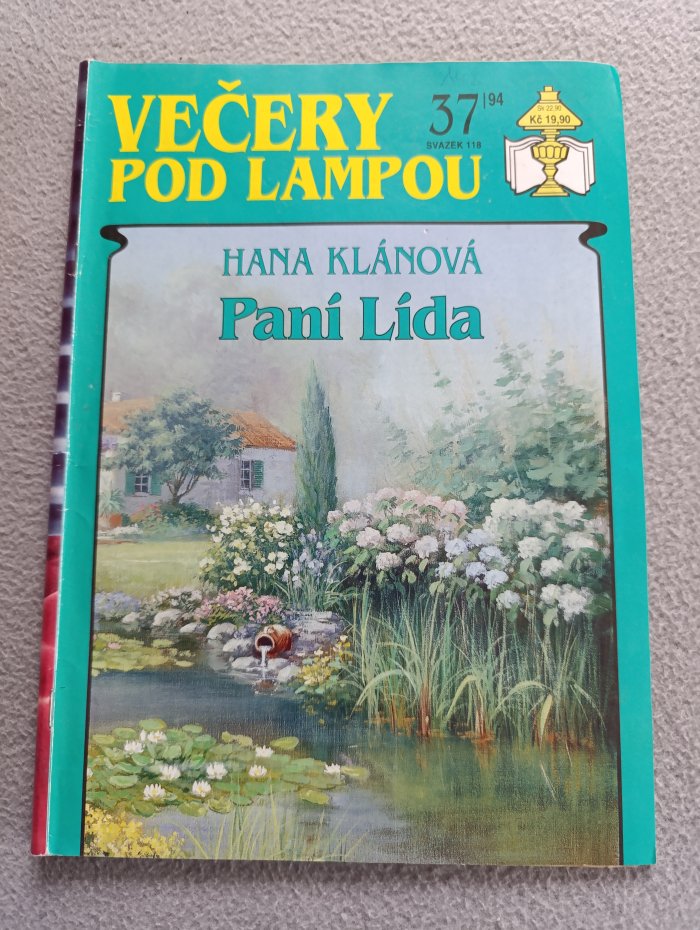 VEČERY
POD LAMPOU
37|94
SVAZEK 118
Sk 22,90
Kč 19,90
HANA KLÁNOVÁ
Paní Lída